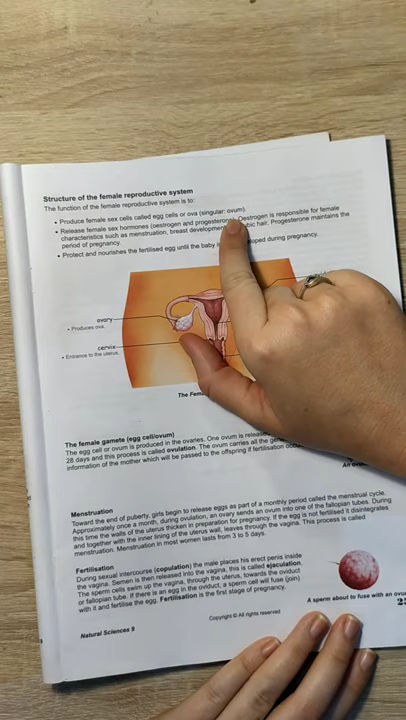 Structure of the female reproductive system
The function of the female reproductive system is to:
• Produce female sex cells called egg cells or ova (singular: ovum).
• Release female sex hormones (oestrogen and progesterone). Oestrogen is responsible for female
characteristics such as menstruation, breast development hair. Progesterone maintains the
period of pregnancy.
• Protect and nourishes the fertilised egg until the baby is during pregnancy.
ovary
• Produces ova.
cervix
• Entrance to the uterus.
The
The female gamete (egg cell/ovum)
The egg cell or ovum is produced in the ovaries. One ovum is
28 days and this process is called ovulation. The ovum carries all the
information of the mother which will be passed to the offspring if fertilisation
Menstruation
Toward the end of puberty, girls begin to release eggs as part of a monthly period called the menstrual cycle.
Approximately once a month, during ovulation, an ovary sends an ovum into one of the fallopian tubes. During
this time the walls of the uterus thicken in preparation for pregnancy. If the egg is not fertilised it disintegrates
and together with the inner lining of the uterus wall, leaves through the vagina. This process is called
menstruation. Menstruation in most women lasts from 3 to 5 days.
Fertilisation
During sexual intercourse (copulation) the male places his erect penis inside
the vagina. Semen is then released into the vagina, this is called ejaculation.
The sperm cells swim up the vagina, through the uterus, towards the oviduct
or fallopian tube. If there is an egg in the oviduct, a sperm cell will fuse (join)
with it and fertilise the egg. Fertilisation is the first stage of pregnancy.
A sperm about to fuse with an
Copyright © All rights reserved
Natural Sciences 9